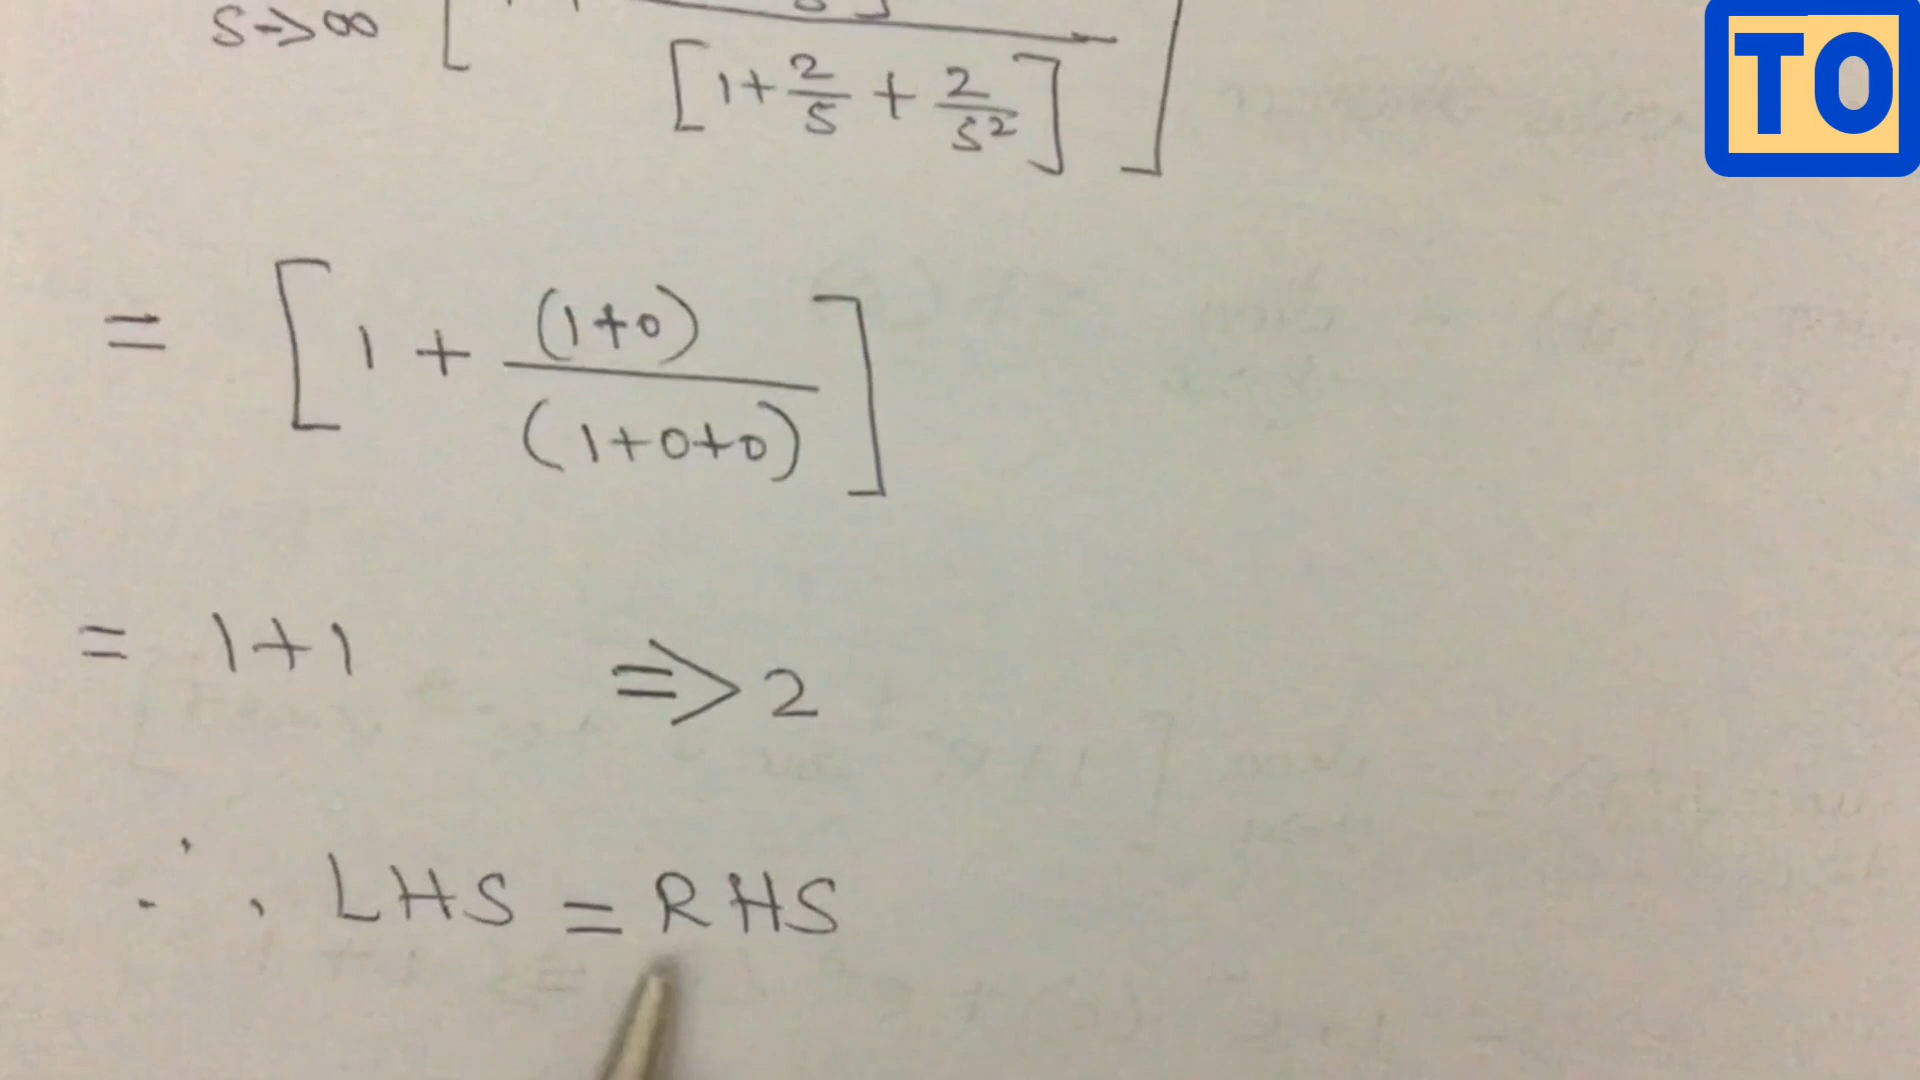 TO
s->∞ [
[1+2/s + 2/s²] ]
= [1 + (1+0)/(1+0+0)]
= 1+1 => 2
∴ LHS = RHS